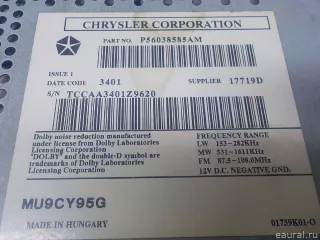 CHRYSLER CORPORATION
PART NO. P56038585AM
ISSUE 1
DATE CODE 3401 SUPPLIER 17719D
S/N TCCAA3401Z9620
Dolby noise reduction manufactured
under license from Dolby Laboratories
Licensing Corporation
"DOLBY" and the double-D symbol are
trademarks of Dolby Laboratories
Licensing Corporation
FREQUENCY RANGE
LW 153 - 282KHz
MW 531 - 1611KHz
FM 87.5 - 108.0MHz
12V D.C. NEGATIVE GND.
MU9CY95G
MADE IN HUNGARY 01739K01-O
eaural.ru